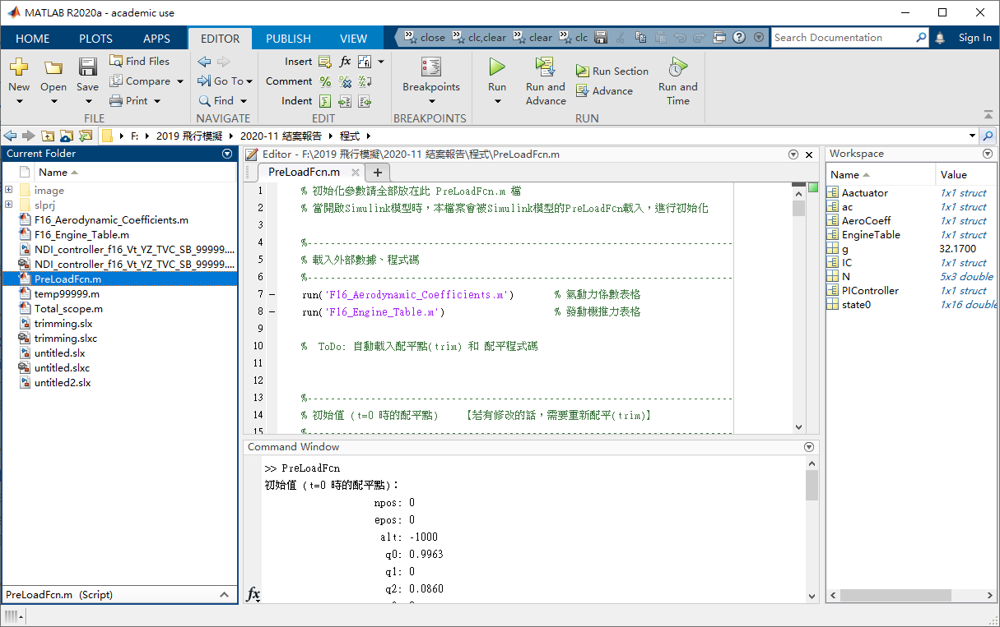 MATLAB R2020a - academic use
HOME PLOTS APPS EDITOR PUBLISH VIEW close clc,clear clear clc Search Documentation Sign In
New Open Save Find Files Compare Print
FILE
Go To Find
NAVIGATE
Insert fx
Comment
Indent
EDIT
Breakpoints
BREAKPOINTS
Run Run and Advance Run Section Advance Run and Time
RUN
F: 2019 飛行模擬 2020-11 結案報告 程式
Current Folder
Name
image
slprj
F16_Aerodynamic_Coefficients.m
F16_Engine_Table.m
NDI_controller_f16_Vt_YZ_TVC_SB_99999....
NDI_controller_f16_Vt_YZ_TVC_SB_99999....
PreLoadFcn.m
temp99999.m
Total_scope.m
trimming.slx
trimming.slxc
untitled.slx
untitled.slxc
untitled2.slx
PreLoadFcn.m (Script)
Editor - F:\2019 飛行模擬\2020-11 結案報告\程式\PreLoadFcn.m
PreLoadFcn.m
1 % 初始化參數請全部放在此 PreLoadFcn.m 檔
2 % 當開啟Simulink模型時，本檔案會被Simulink模型的PreLoadFcn載入，進行初始化
3
4 %---------------------------------------------------------------------------
5 % 載入外部數據、程式碼
6 %---------------------------------------------------------------------------
7 – run('F16_Aerodynamic_Coefficients.m') % 氣動力係數表格
8 – run('F16_Engine_Table.m') % 發動機推力表格
9
10 % ToDo: 自動載入配平點(trim) 和 配平程式碼
11
12
13 %---------------------------------------------------------------------------
14 % 初始值 (t=0 時的配平點) 【若有修改的話，需要重新配平(trim)】
15 %---------------------------------------------------------------------------
Command Window
>> PreLoadFcn
初始值 (t=0 時的配平點)：
npos: 0
epos: 0
alt: -1000
q0: 0.9963
q1: 0
q2: 0.0860
fx
Workspace
Name Value
Aactuator 1x1 struct
ac 1x1 struct
AeroCoeff 1x1 struct
EngineTable 1x1 struct
g 32.1700
IC 1x1 struct
N 5x3 double
PIController 1x1 struct
state0 1x16 double